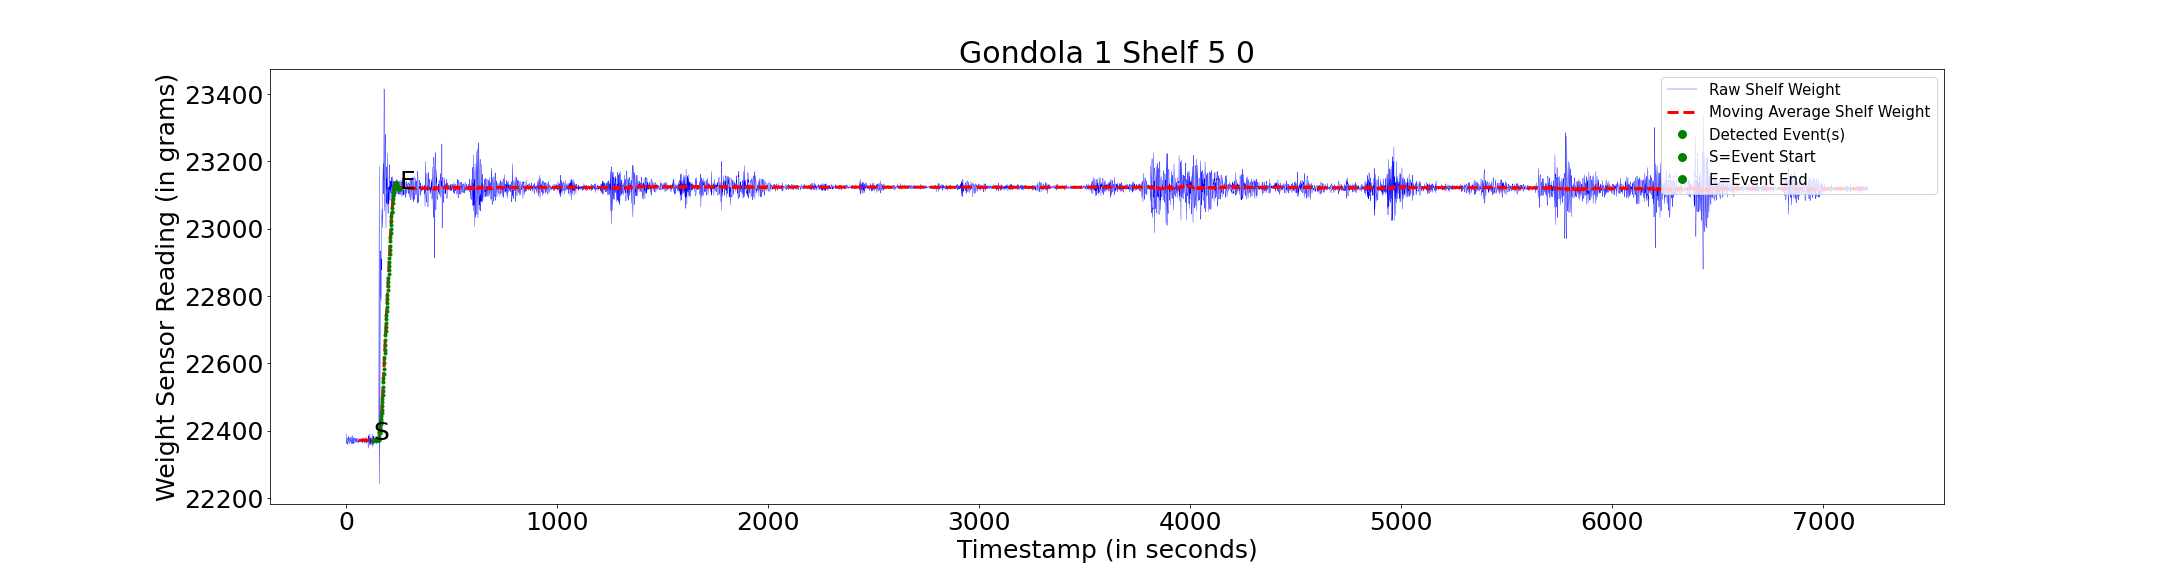 Gondola 1 Shelf 5 0
Weight Sensor Reading (in grams)
23400
23200
23000
22800
22600
22400
22200
Raw Shelf Weight
Moving Average Shelf Weight
Detected Event(s)
S=Event Start
E=Event End
E
S
0
1000
2000
3000
4000
5000
6000
7000
Timestamp (in seconds)